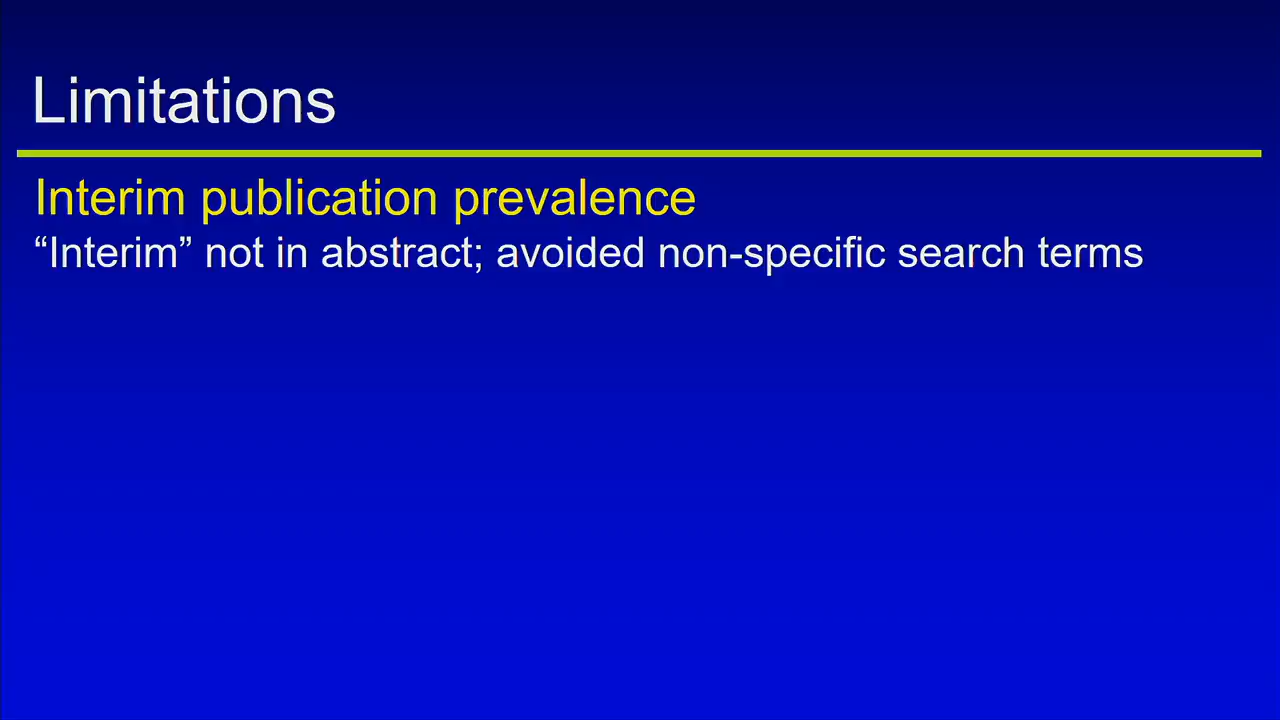 Limitations
Interim publication prevalence
“Interim” not in abstract; avoided non-specific search terms